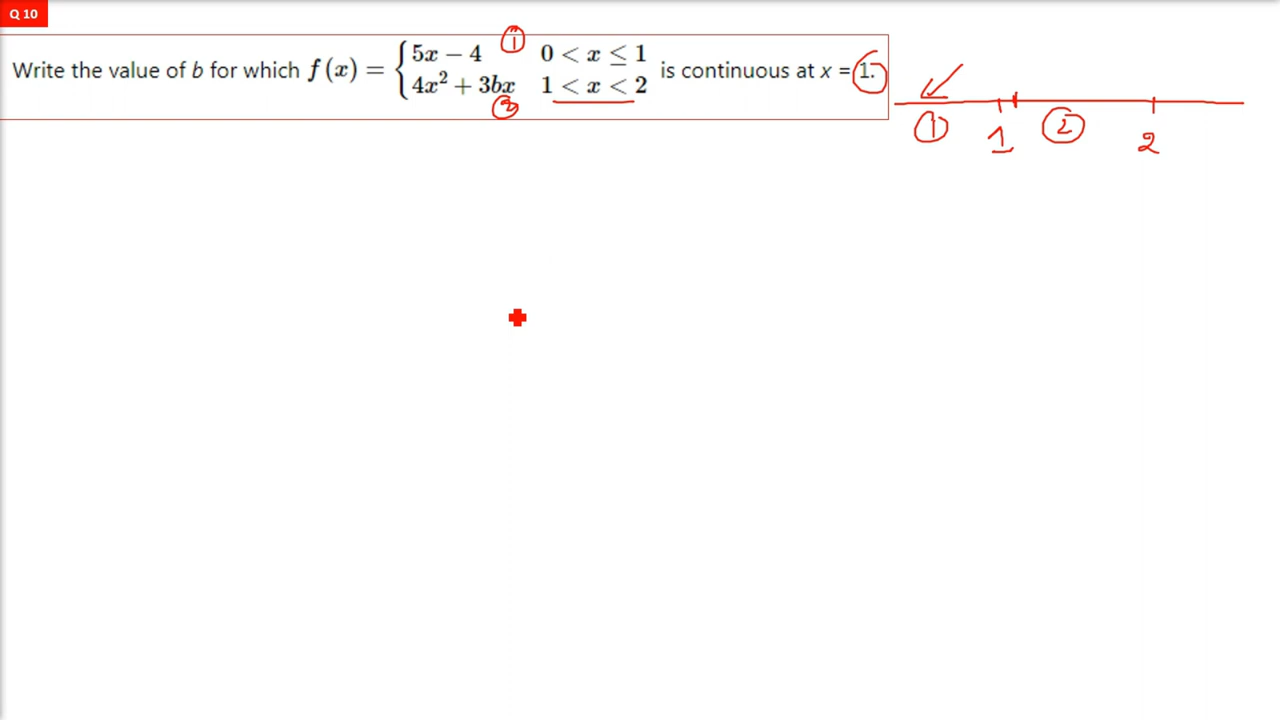 Q 10
Write the value of b for which f(x) = { 5x − 4 ① 0 < x ≤ 1
4x² + 3bx ② 1 < x < 2 is continuous at x = 1.
① 1 ② 2